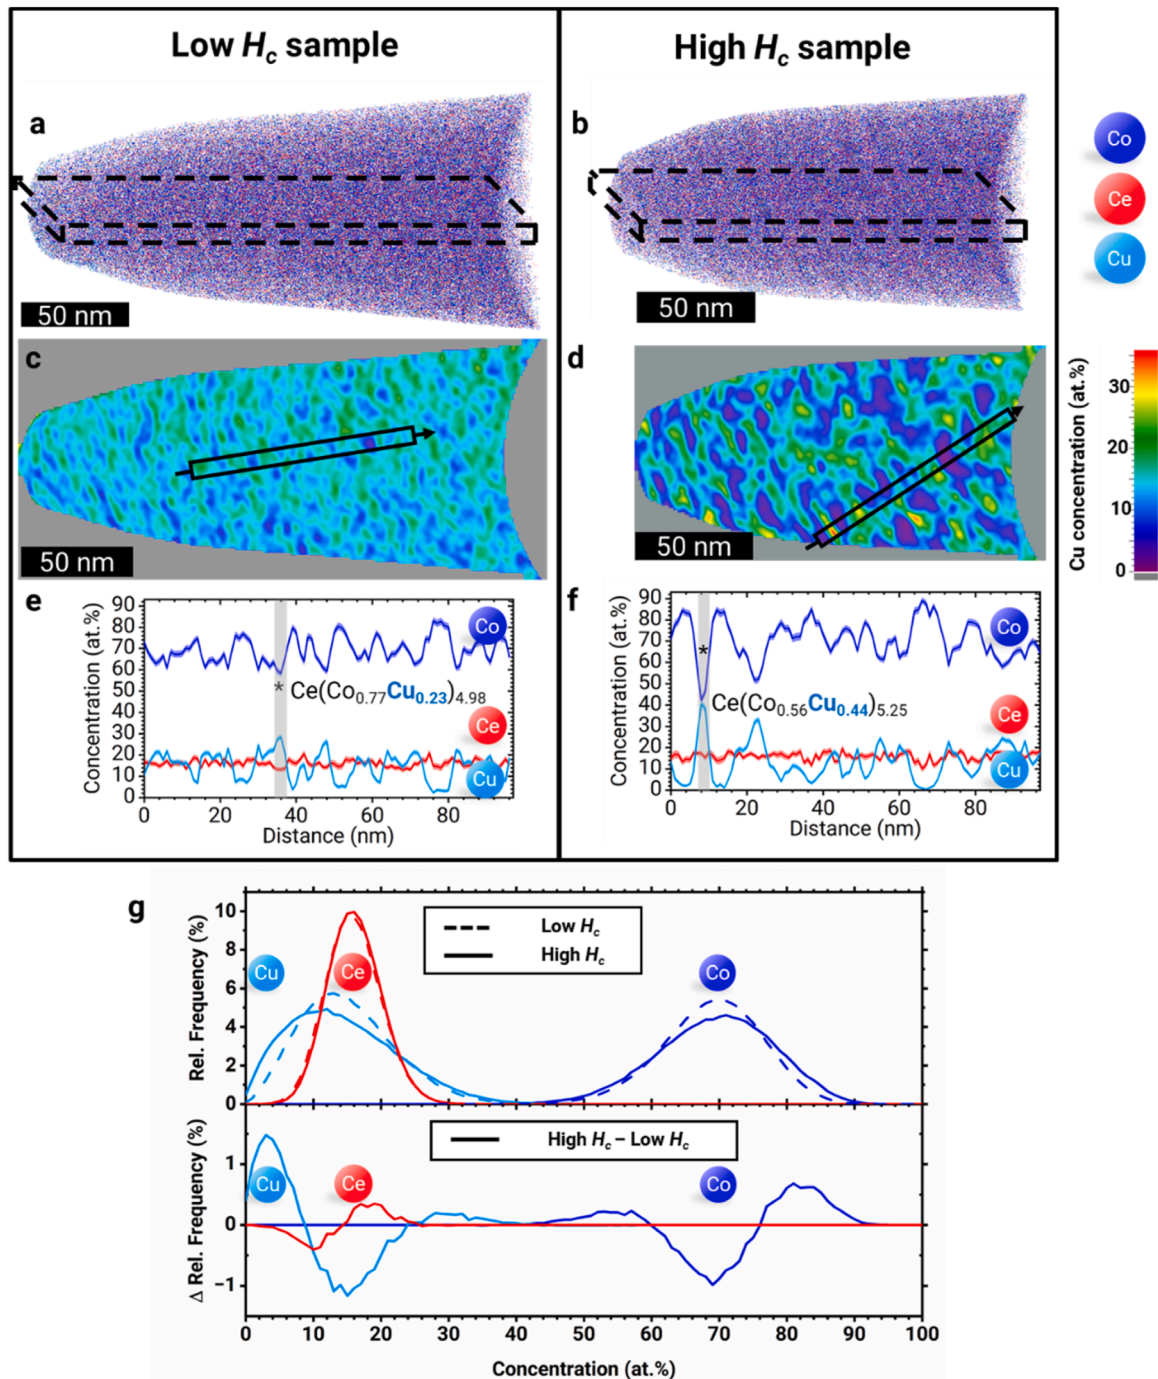 Low Hc sample
High Hc sample
a
b
Co
Ce
Cu
50 nm
50 nm
c
d
Cu concentration (at.%)
30
20
10
0
50 nm
50 nm
e
f
Concentration (at.%)
90
80
70
60
50
40
30
20
10
0
Co
*
Ce(Co0.77Cu0.23)4.98
Ce
Cu
0 20 40 60 80
Distance (nm)
Concentration (at.%)
90
80
70
60
50
40
30
20
10
0
Co
*
Ce(Co0.56Cu0.44)5.25
Ce
Cu
0 20 40 60 80
Distance (nm)
g
Rel. Frequency (%)
10
8
6
4
2
0
Low Hc
High Hc
Cu
Ce
Co
Δ Rel. Frequency (%)
1
0
−1
High Hc – Low Hc
Cu
Ce
Co
0 10 20 30 40 50 60 70 80 90 100
Concentration (at.%)